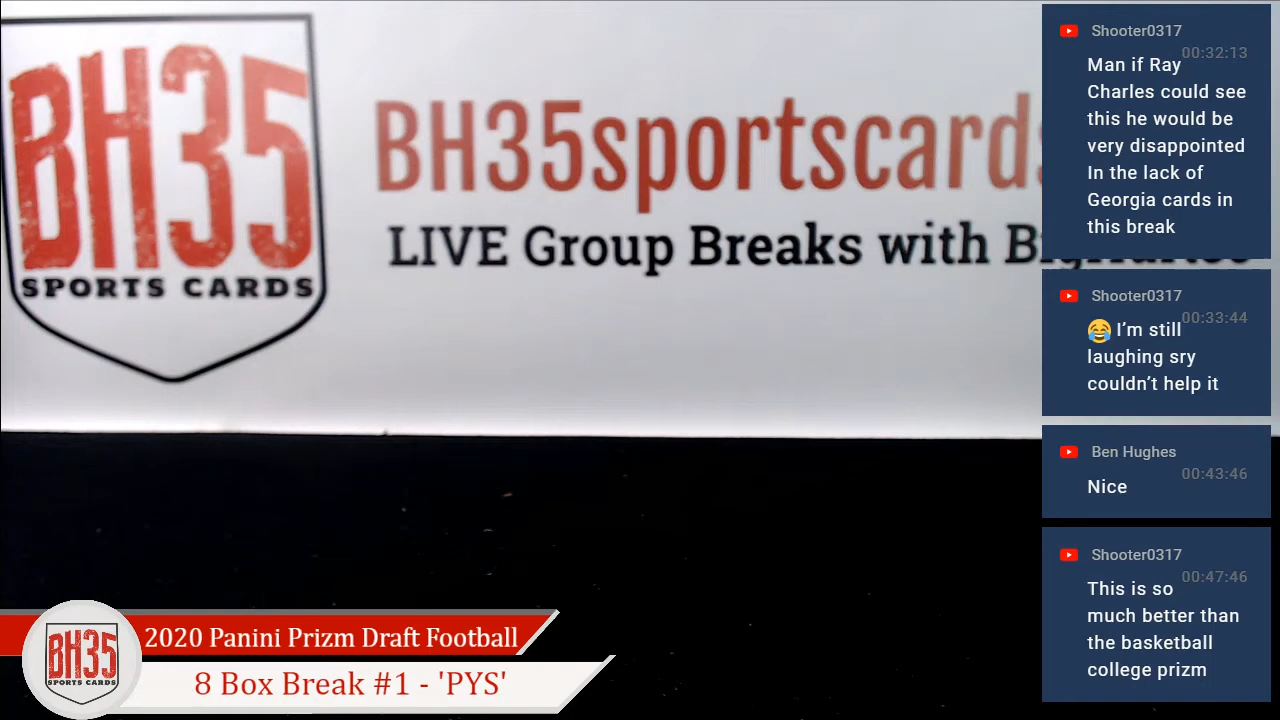 BH35
SPORTS CARDS
BH35sportscards
LIVE Group Breaks with
Shooter0317
00:32:13
Man if Ray
Charles could see
this he would be
very disappointed
In the lack of
Georgia cards in
this break
Shooter0317
00:33:44
😂 I’m still
laughing sry
couldn’t help it
Ben Hughes
00:43:46
Nice
Shooter0317
00:47:46
This is so
much better than
the basketball
college prizm
BH35
SPORTS CARDS
2020 Panini Prizm Draft Football
8 Box Break #1 - 'PYS'